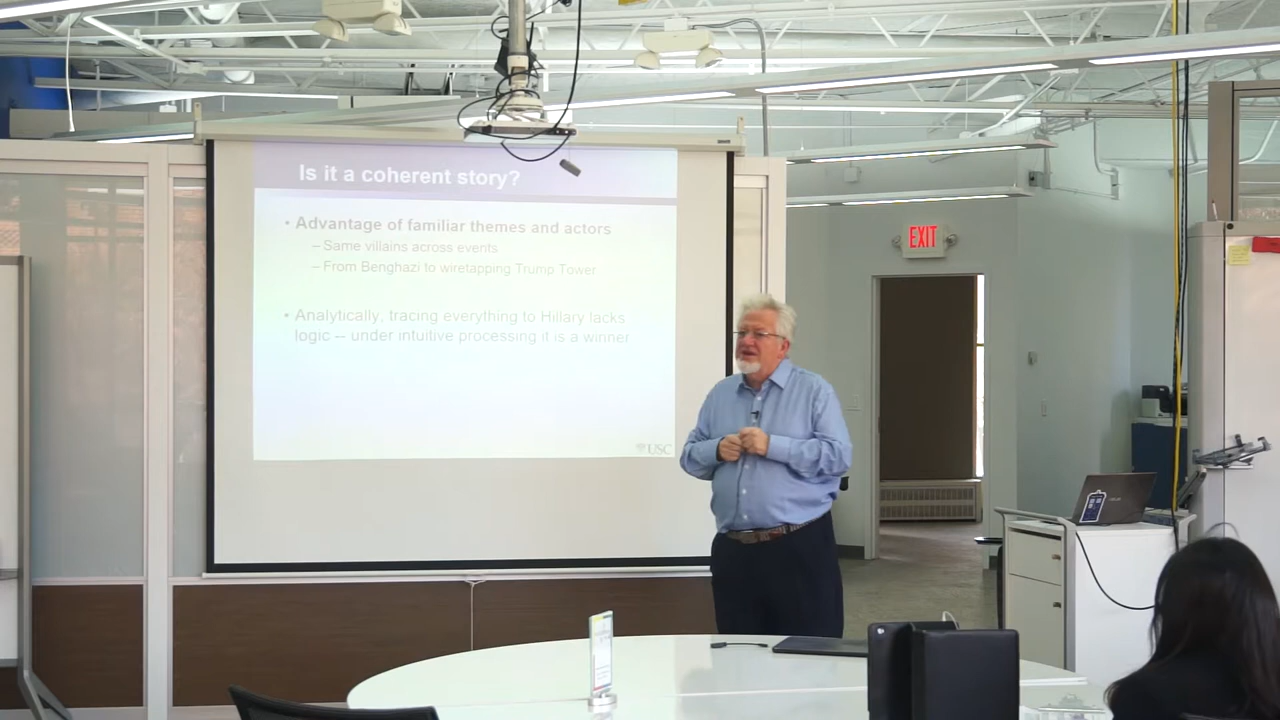 Is it a coherent story?
• Advantage of familiar themes and actors
– Same villains across events
– From Benghazi to wiretapping Trump Tower
• Analytically, tracing everything to Hillary lacks
logic -- under intuitive processing it is a winner
USC
EXIT